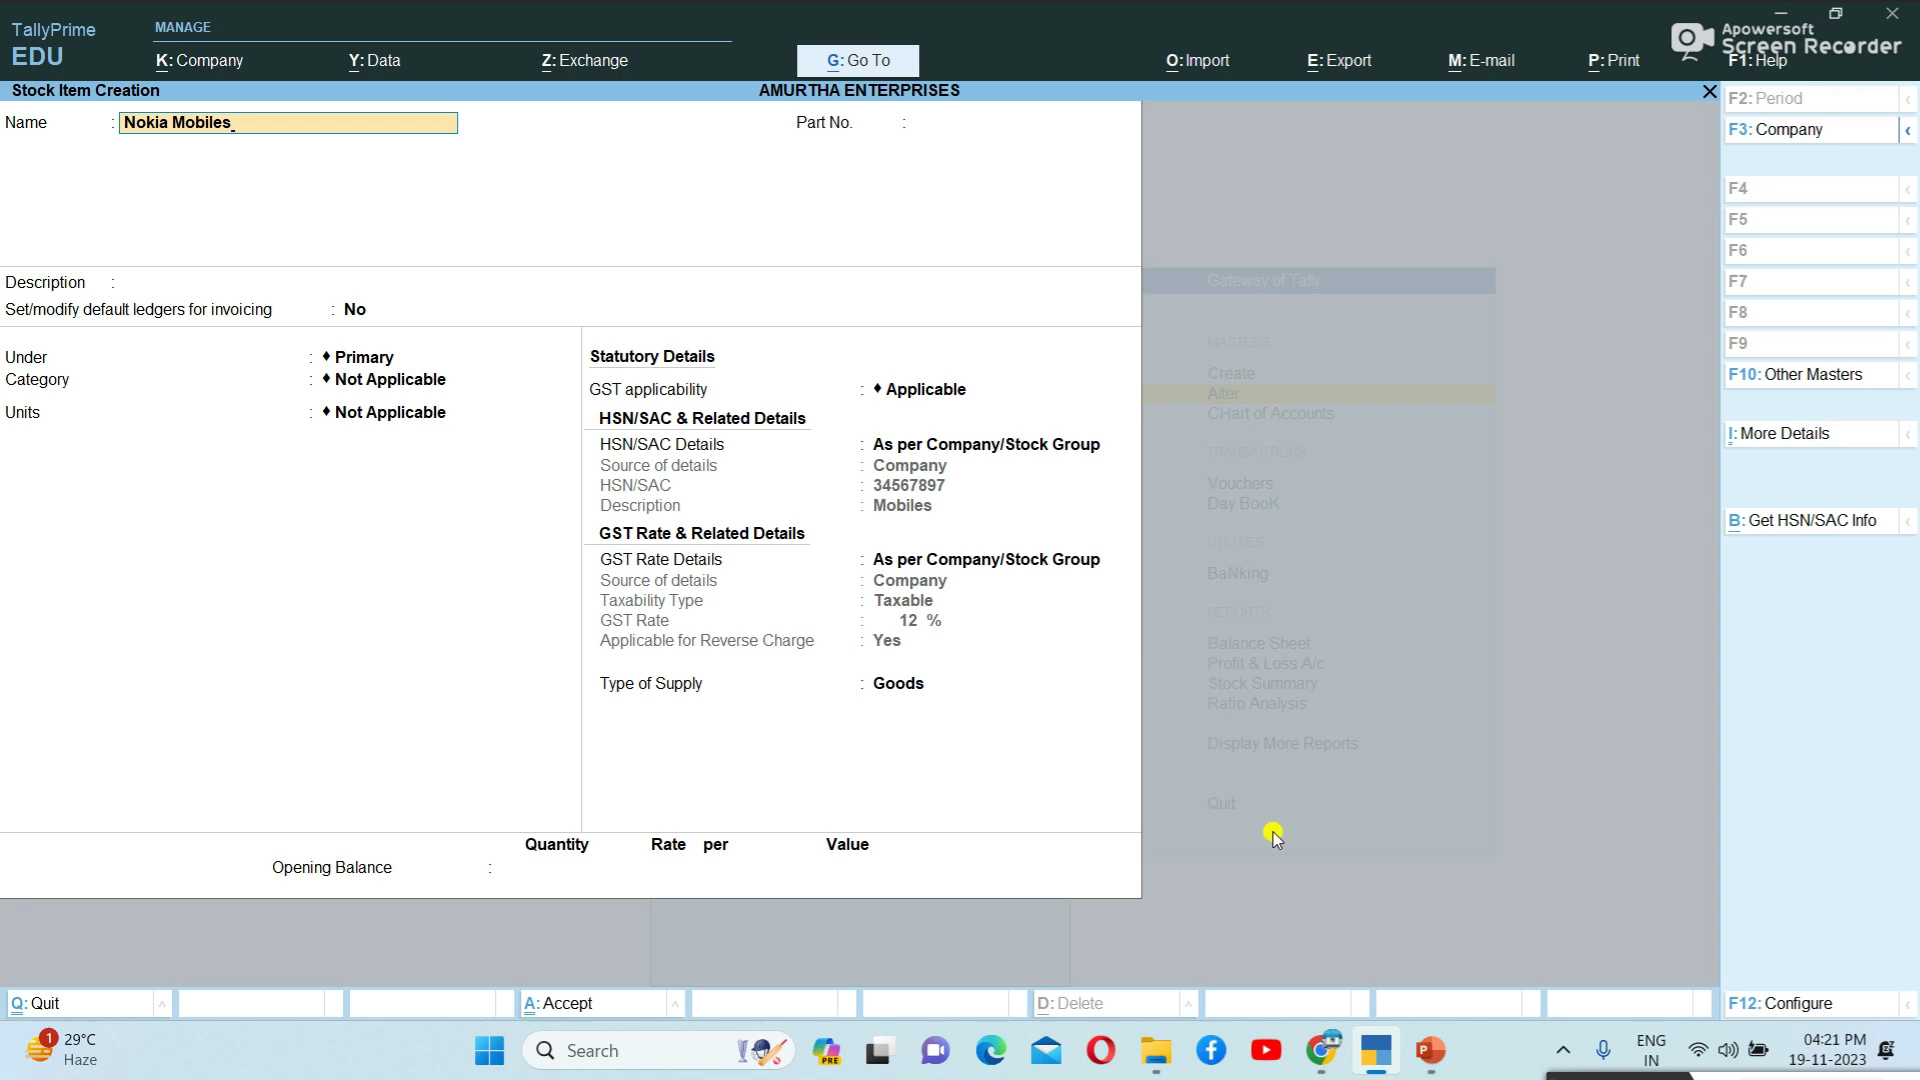 TallyPrime
EDU
MANAGE
K: Company
Y: Data
Z: Exchange
G: Go To
O: Import
E: Export
M: E-mail
P: Print
F1: Help
Apowersoft
Screen Recorder
Stock Item Creation
AMURTHA ENTERPRISES
Name : Nokia Mobiles
Part No. :
Description :
Set/modify default ledgers for invoicing : No
Under : ♦ Primary
Category : ♦ Not Applicable
Units : ♦ Not Applicable
Statutory Details
GST applicability : ♦ Applicable
HSN/SAC & Related Details
HSN/SAC Details : As per Company/Stock Group
Source of details : Company
HSN/SAC : 34567897
Description : Mobiles
GST Rate & Related Details
GST Rate Details : As per Company/Stock Group
Source of details : Company
Taxability Type : Taxable
GST Rate : 12 %
Applicable for Reverse Charge : Yes
Type of Supply : Goods
Quantity Rate per Value
Opening Balance :
Gateway of Tally
MASTERS
Create
Alter
CHart of Accounts
TRANSACTIONS
Vouchers
Day BooK
UTILITIES
BaNking
REPORTS
Balance Sheet
Profit & Loss A/c
Stock Summary
Ratio Analysis
Display More Reports
Quit
F2: Period
F3: Company
F4
F5
F6
F7
F8
F9
F10: Other Masters
I: More Details
B: Get HSN/SAC Info
F12: Configure
Q: Quit
A: Accept
D: Delete
1
29°C
Haze
Search
PRE
ENG
IN
04:21 PM
19-11-2023